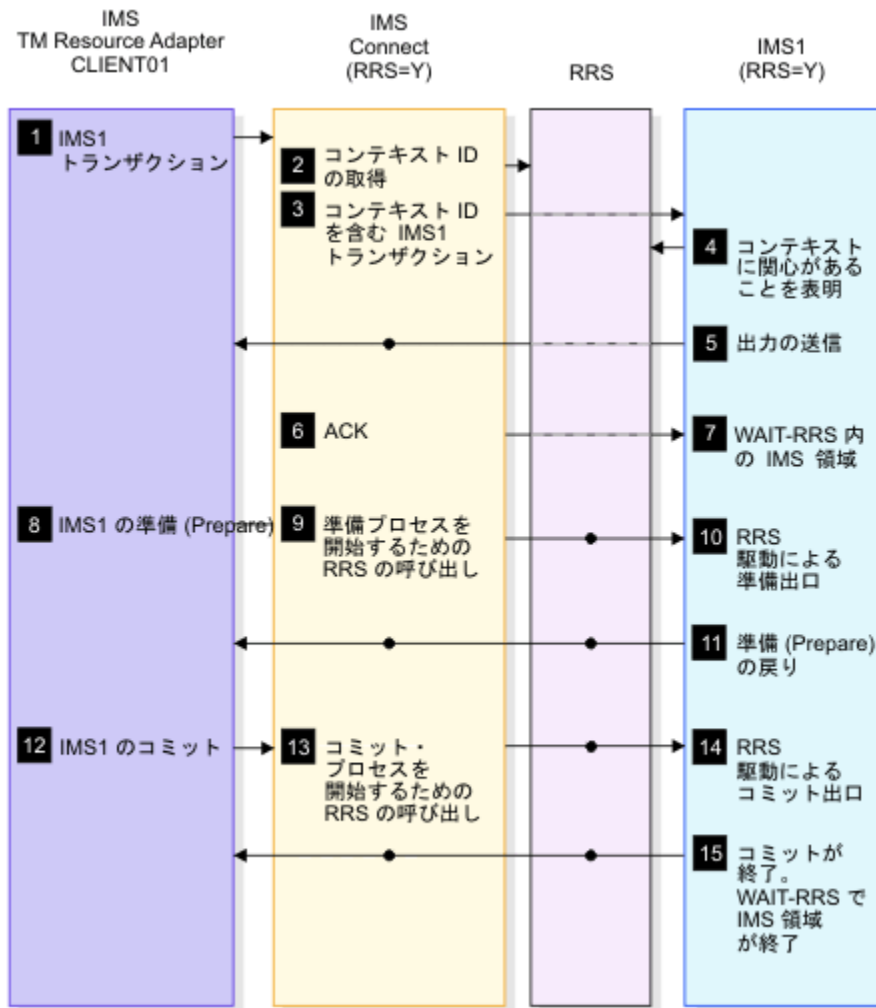 IMS
TM Resource Adapter
CLIENT01
IMS
Connect
(RRS=Y)
RRS
IMS1
(RRS=Y)
1 IMS1
トランザクション
2 コンテキスト ID
の取得
3 コンテキスト ID
を含む IMS1
トランザクション
4 コンテキスト
に関心がある
ことを表明
5 出力の送信
6 ACK
7 WAIT-RRS 内
の IMS 領域
8 IMS1 の準備 (Prepare)
9 準備プロセスを
開始するための
RRS の呼び出し
10 RRS
駆動による
準備出口
11 準備 (Prepare)
の戻り
12 IMS1 のコミット
13 コミット・
プロセスを
開始するための
RRS の呼び出し
14 RRS
駆動による
コミット出口
15 コミットが
終了。
WAIT-RRS で
IMS 領域
が終了